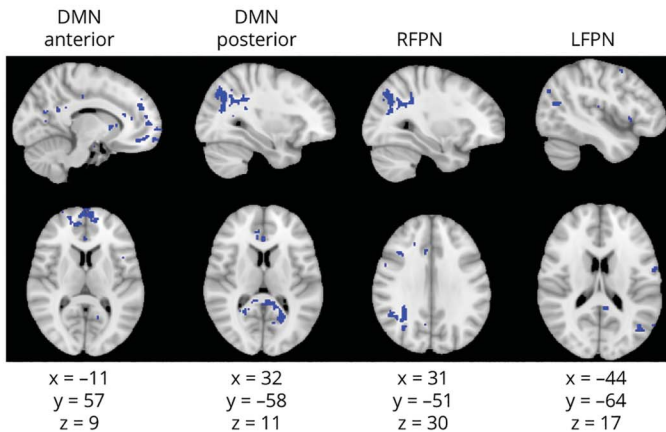 DMN
anterior
DMN
posterior
RFPN
LFPN
x = –11
y = 57
z = 9
x = 32
y = –58
z = 11
x = 31
y = –51
z = 30
x = –44
y = –64
z = 17